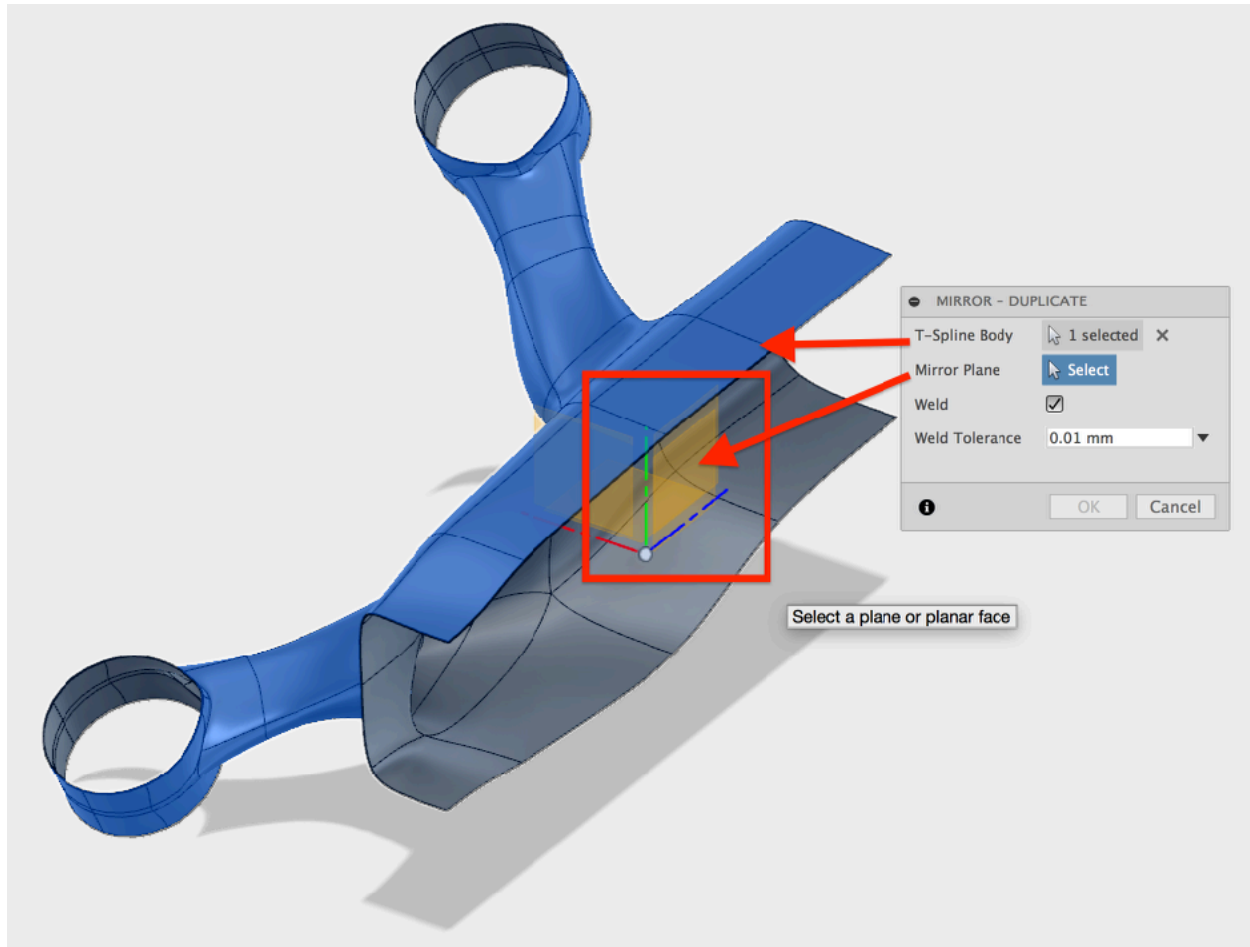 MIRROR - DUPLICATE
T-Spline Body 1 selected
Mirror Plane Select
Weld
Weld Tolerance 0.01 mm
OK Cancel
Select a plane or planar face